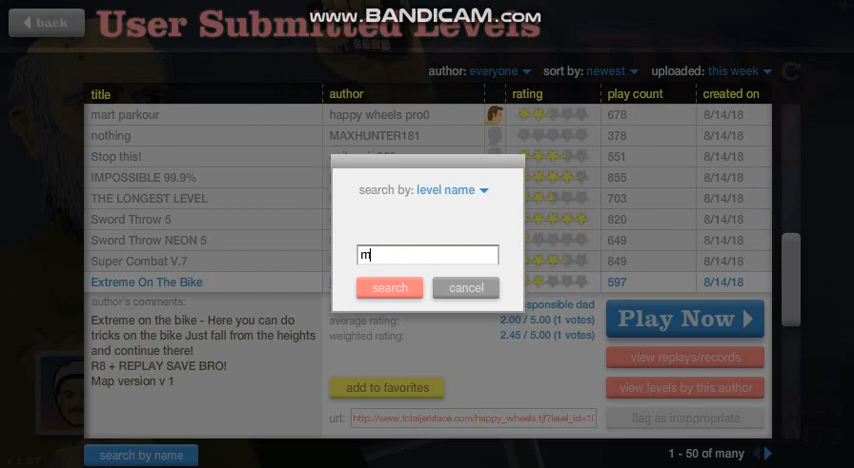 www.BANDICAM.com
back
User Submitted Levels
author: everyone sort by: newest uploaded: this week
title author rating play count created on
mart parkour happy wheels pro0 678 8/14/18
nothing MAXHUNTER181 378 8/14/18
Stop this! 551 8/14/18
IMPOSSIBLE 99.9% 855 8/14/18
THE LONGEST LEVEL 703 8/14/18
Sword Throw 5 820 8/14/18
Sword Throw NEON 5 649 8/14/18
Super Combat V.7 849 8/14/18
Extreme On The Bike 597 8/14/18
search by: level name
m
search cancel
author's comments:
Extreme on the bike - Here you can do
tricks on the bike Just fall from the heights
and continue there!
R8 + REPLAY SAVE BRO!
Map version v 1
dad
average rating: 2.00 / 5.00 (1 votes)
weighted rating: 2.45 / 5.00 (1 votes)
add to favorites
url: http://www.totaljerkface.com/happy_wheels.tjf?level_id=1
Play Now
view replays/records
view levels by this author
flag as inappropriate
search by name
1 - 50 of many